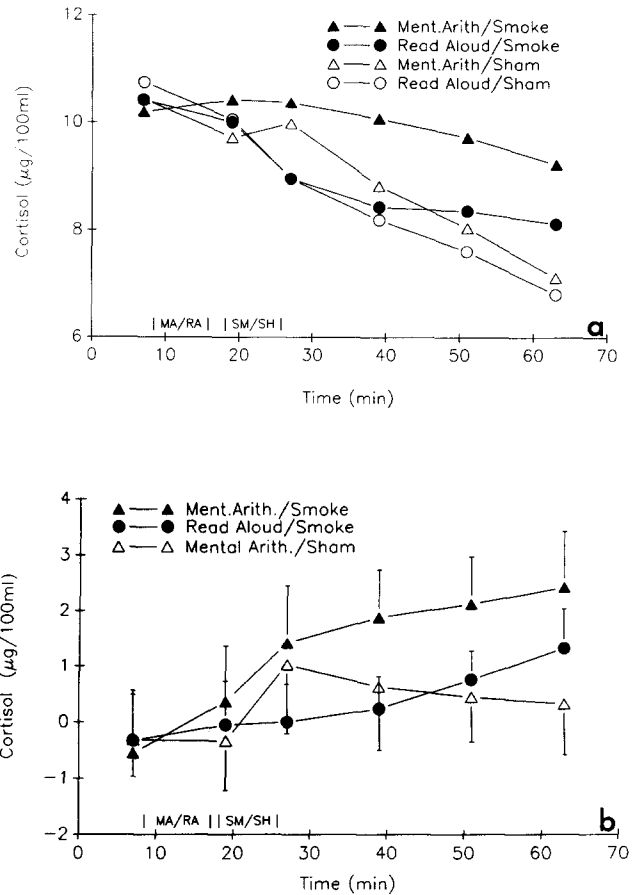 12
10
8
6
Cortisol (µg/100ml)
Ment.Arith/Smoke
Read Aloud/Smoke
Ment.Arith/Sham
Read Aloud/Sham
| MA/RA | | SM/SH |
a
0 10 20 30 40 50 60 70
Time (min)
4
3
2
1
0
-1
-2
Cortisol (µg/100ml)
Ment.Arith./Smoke
Read Aloud/Smoke
Mental Arith./Sham
| MA/RA | | SM/SH |
b
0 10 20 30 40 50 60 70
Time (min)